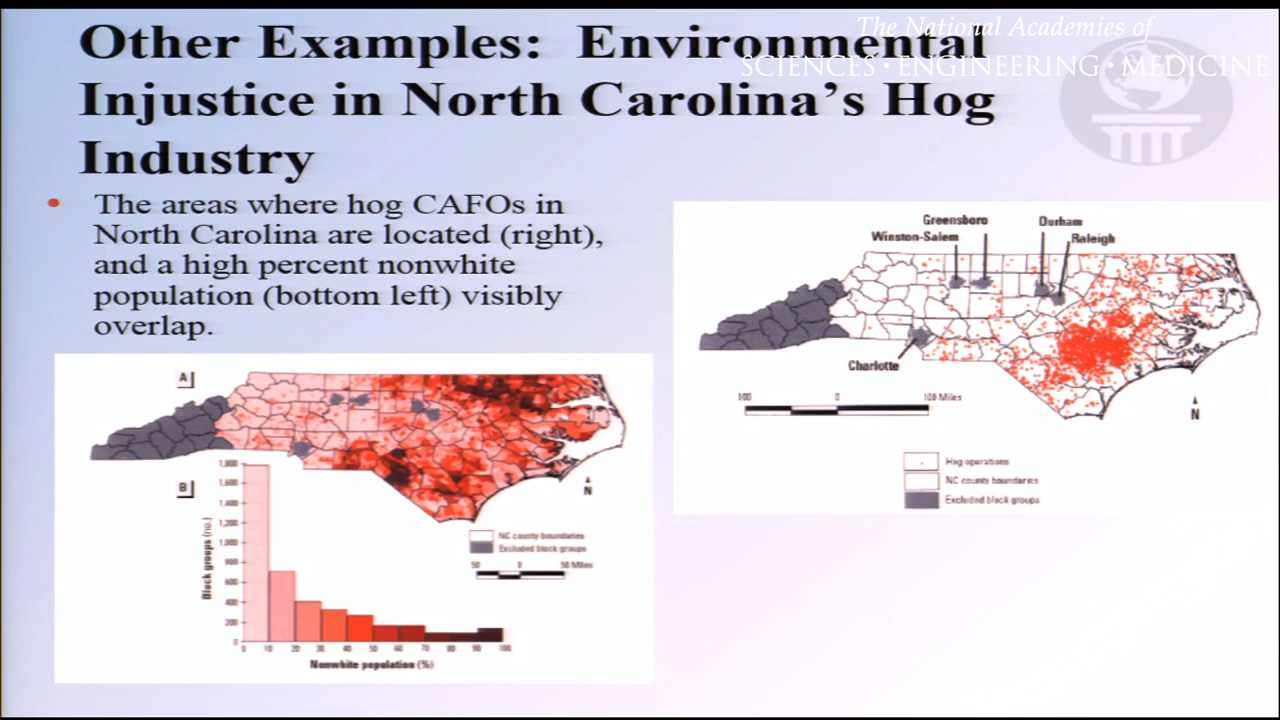 The National Academies of
SCIENCES · ENGINEERING · MEDICINE
Other Examples: Environmental
Injustice in North Carolina's Hog
Industry
• The areas where hog CAFOs in
North Carolina are located (right),
and a high percent nonwhite
population (bottom left) visibly
overlap.
Greensboro
Durham
Winston-Salem
Raleigh
Charlotte
100 0 100 Miles
N
Hog operations
NC county boundaries
Excluded block groups
A
B
N
NC county boundaries
Excluded block groups
50 0 50 Miles
Block groups (no.)
1,800
1,600
1,400
1,200
1,000
800
600
400
200
0
0 10 20 30 40 50 60 70 80 90 100
Nonwhite population (%)